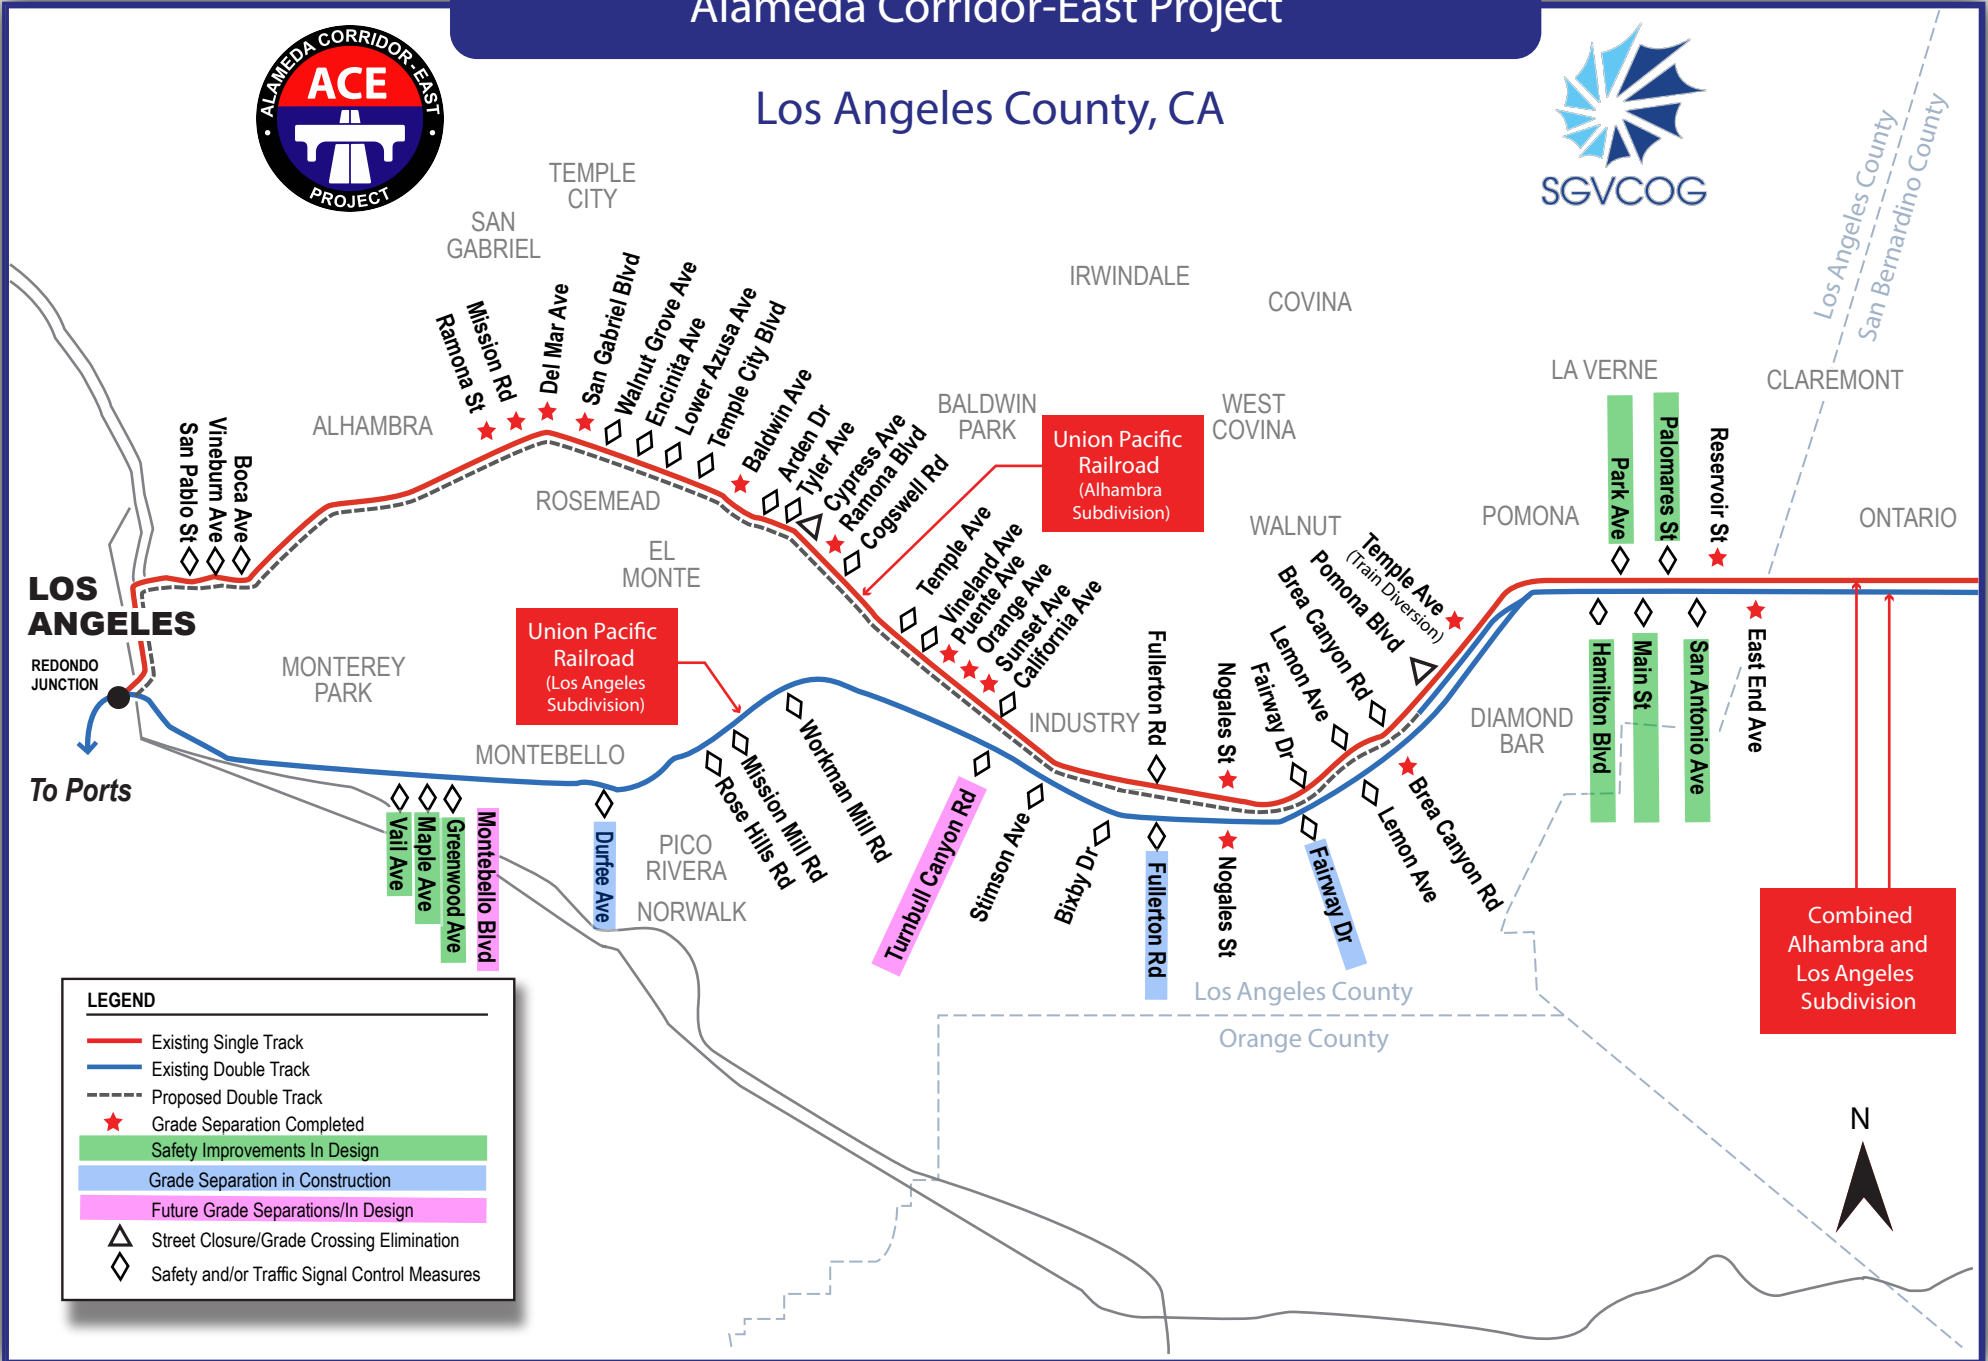 Alameda Corridor-East Project
Los Angeles County, CA
ALAMEDA CORRIDOR-EAST
ACE
PROJECT
SGVCOG
TEMPLE
CITY
SAN
GABRIEL
IRWINDALE
COVINA
Los Angeles County
San Bernardino County
LA VERNE
CLAREMONT
ALHAMBRA
BALDWIN
PARK
WEST
COVINA
ROSEMEAD
EL
MONTE
WALNUT
POMONA
ONTARIO
San Pablo St
Vineburn Ave
Boca Ave
Ramona St
Mission Rd
Del Mar Ave
San Gabriel Blvd
Walnut Grove Ave
Encinita Ave
Lower Azusa Ave
Temple City Blvd
Baldwin Ave
Arden Dr
Tyler Ave
Cypress Ave
Ramona Blvd
Cogswell Rd
Union Pacific
Railroad
(Alhambra
Subdivision)
Temple Ave
Vineland Ave
Puente Ave
Orange Ave
Sunset Ave
California Ave
Fullerton Rd
Nogales St
Fairway Dr
Lemon Ave
Brea Canyon Rd
Pomona Blvd
Temple Ave
(Train Diversion)
Park Ave
Palomares St
Reservoir St
LOS
ANGELES
REDONDO
JUNCTION
To Ports
MONTEREY
PARK
Union Pacific
Railroad
(Los Angeles
Subdivision)
MONTEBELLO
INDUSTRY
DIAMOND
BAR
PICO
RIVERA
NORWALK
Vail Ave
Maple Ave
Greenwood Ave
Montebello Blvd
Durfee Ave
Rose Hills Rd
Mission Mill Rd
Workman Mill Rd
Turnbull Canyon Rd
Stimson Ave
Bixby Dr
Fullerton Rd
Nogales St
Fairway Dr
Lemon Ave
Brea Canyon Rd
Hamilton Blvd
Main St
San Antonio Ave
East End Ave
Combined
Alhambra and
Los Angeles
Subdivision
Los Angeles County
Orange County
N
LEGEND
Existing Single Track
Existing Double Track
Proposed Double Track
Grade Separation Completed
Safety Improvements In Design
Grade Separation in Construction
Future Grade Separations/In Design
Street Closure/Grade Crossing Elimination
Safety and/or Traffic Signal Control Measures